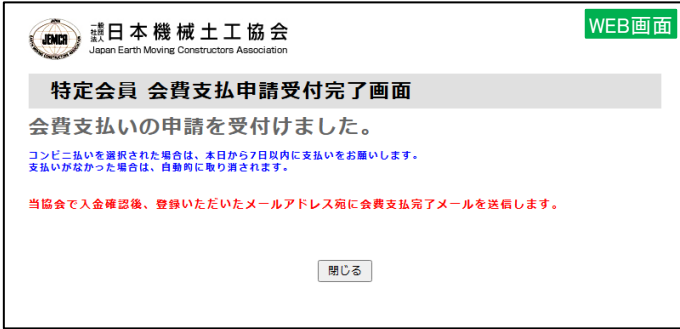 WEB画面
JEMCA
一般社団法人日本機械土工協会
Japan Earth Moving Constructors Association
特定会員 会費支払申請受付完了画面
会費支払いの申請を受付けました。
コンビニ払いを選択された場合は、本日から7日以内に支払いをお願いします。
支払いがなかった場合は、自動的に取り消されます。
当協会で入金確認後、登録いただいたメールアドレス宛に会費支払完了メールを送信します。
閉じる